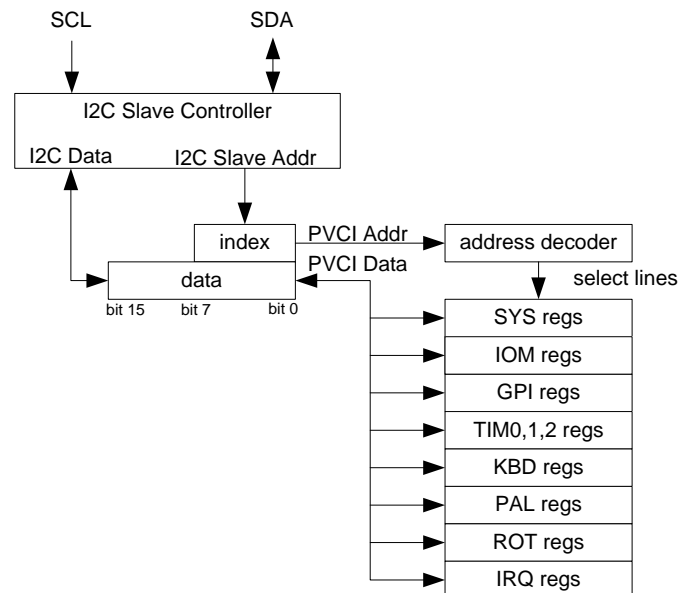 SCL SDA
I2C Slave Controller
I2C Data I2C Slave Addr
index PVCI Addr address decoder
data PVCI Data
bit 15 bit 7 bit 0
select lines
SYS regs
IOM regs
GPI regs
TIM0,1,2 regs
KBD regs
PAL regs
ROT regs
IRQ regs